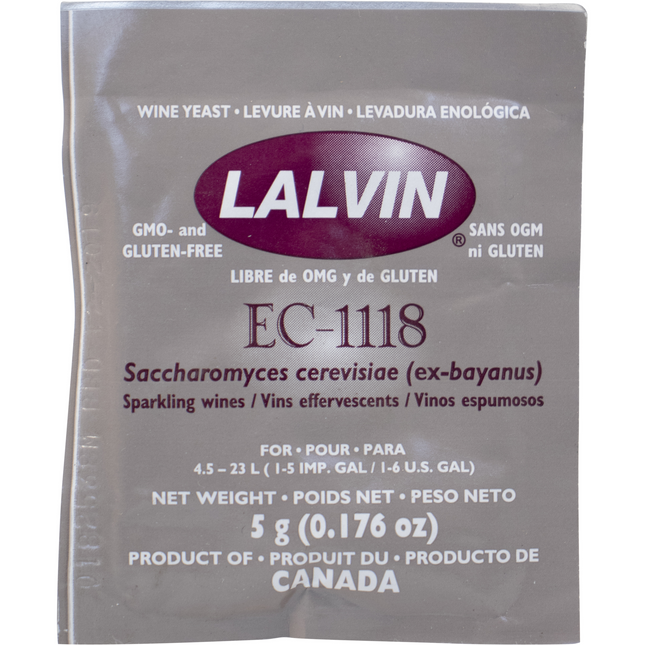 WINE YEAST • LEVURE À VIN • LEVADURA ENOLÓGICA
LALVIN®
GMO- and
GLUTEN-FREE
SANS OGM
ni GLUTEN
LIBRE de OMG y de GLUTEN
EC-1118
Saccharomyces cerevisiae (ex-bayanus)
Sparkling wines / Vins effervescents / Vinos espumosos
FOR • POUR • PARA
4.5 – 23 L ( 1-5 IMP. GAL / 1-6 U.S. GAL)
NET WEIGHT • POIDS NET • PESO NETO
5 g (0.176 oz)
PRODUCT OF • PRODUIT DU • PRODUCTO DE
CANADA